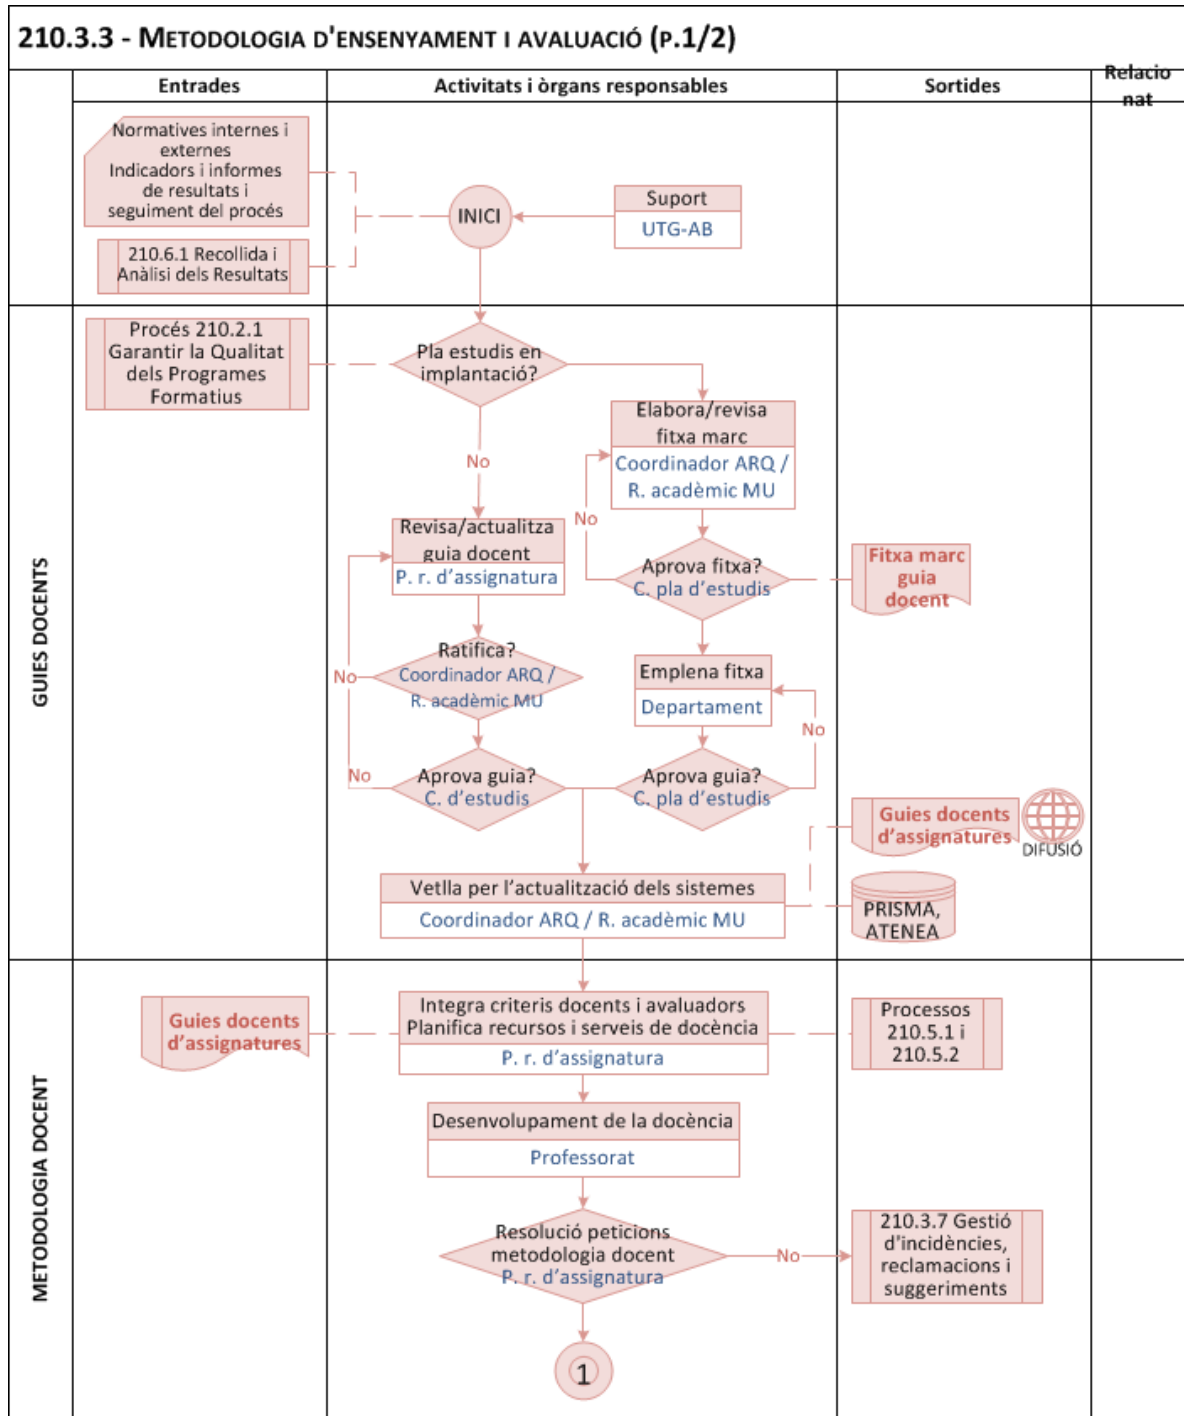 210.3.3 - METODOLOGIA D'ENSENYAMENT I AVALUACIÓ (P.1/2)
Entrades
Activitats i òrgans responsables
Sortides
Relacio
nat
Normatives internes i
externes
Indicadors i informes
de resultats i
seguiment del procés
INICI
Suport
UTG-AB
210.6.1 Recollida i
Anàlisi dels Resultats
GUIES DOCENTS
Procés 210.2.1
Garantir la Qualitat
dels Programes
Formatius
Pla estudis en
implantació?
Elabora/revisa
fitxa marc
Coordinador ARQ /
R. acadèmic MU
No
No
Revisa/actualitza
guia docent
P. r. d'assignatura
Aprova fitxa?
C. pla d'estudis
Fitxa marc
guia
docent
Ratifica?
Coordinador ARQ /
R. acadèmic MU
No
Emplena fitxa
Departament
No
Aprova guia?
C. d'estudis
No
Aprova guia?
C. pla d'estudis
Guies docents
d'assignatures
DIFUSIÓ
Vetlla per l'actualització dels sistemes
Coordinador ARQ / R. acadèmic MU
PRISMA,
ATENEA
METODOLOGIA DOCENT
Guies docents
d'assignatures
Integra criteris docents i avaluadors
Planifica recursos i serveis de docència
P. r. d'assignatura
Processos
210.5.1 i
210.5.2
Desenvolupament de la docència
Professorat
Resolució peticions
metodologia docent
P. r. d'assignatura
No
210.3.7 Gestió
d'incidències,
reclamacions i
suggeriments
1